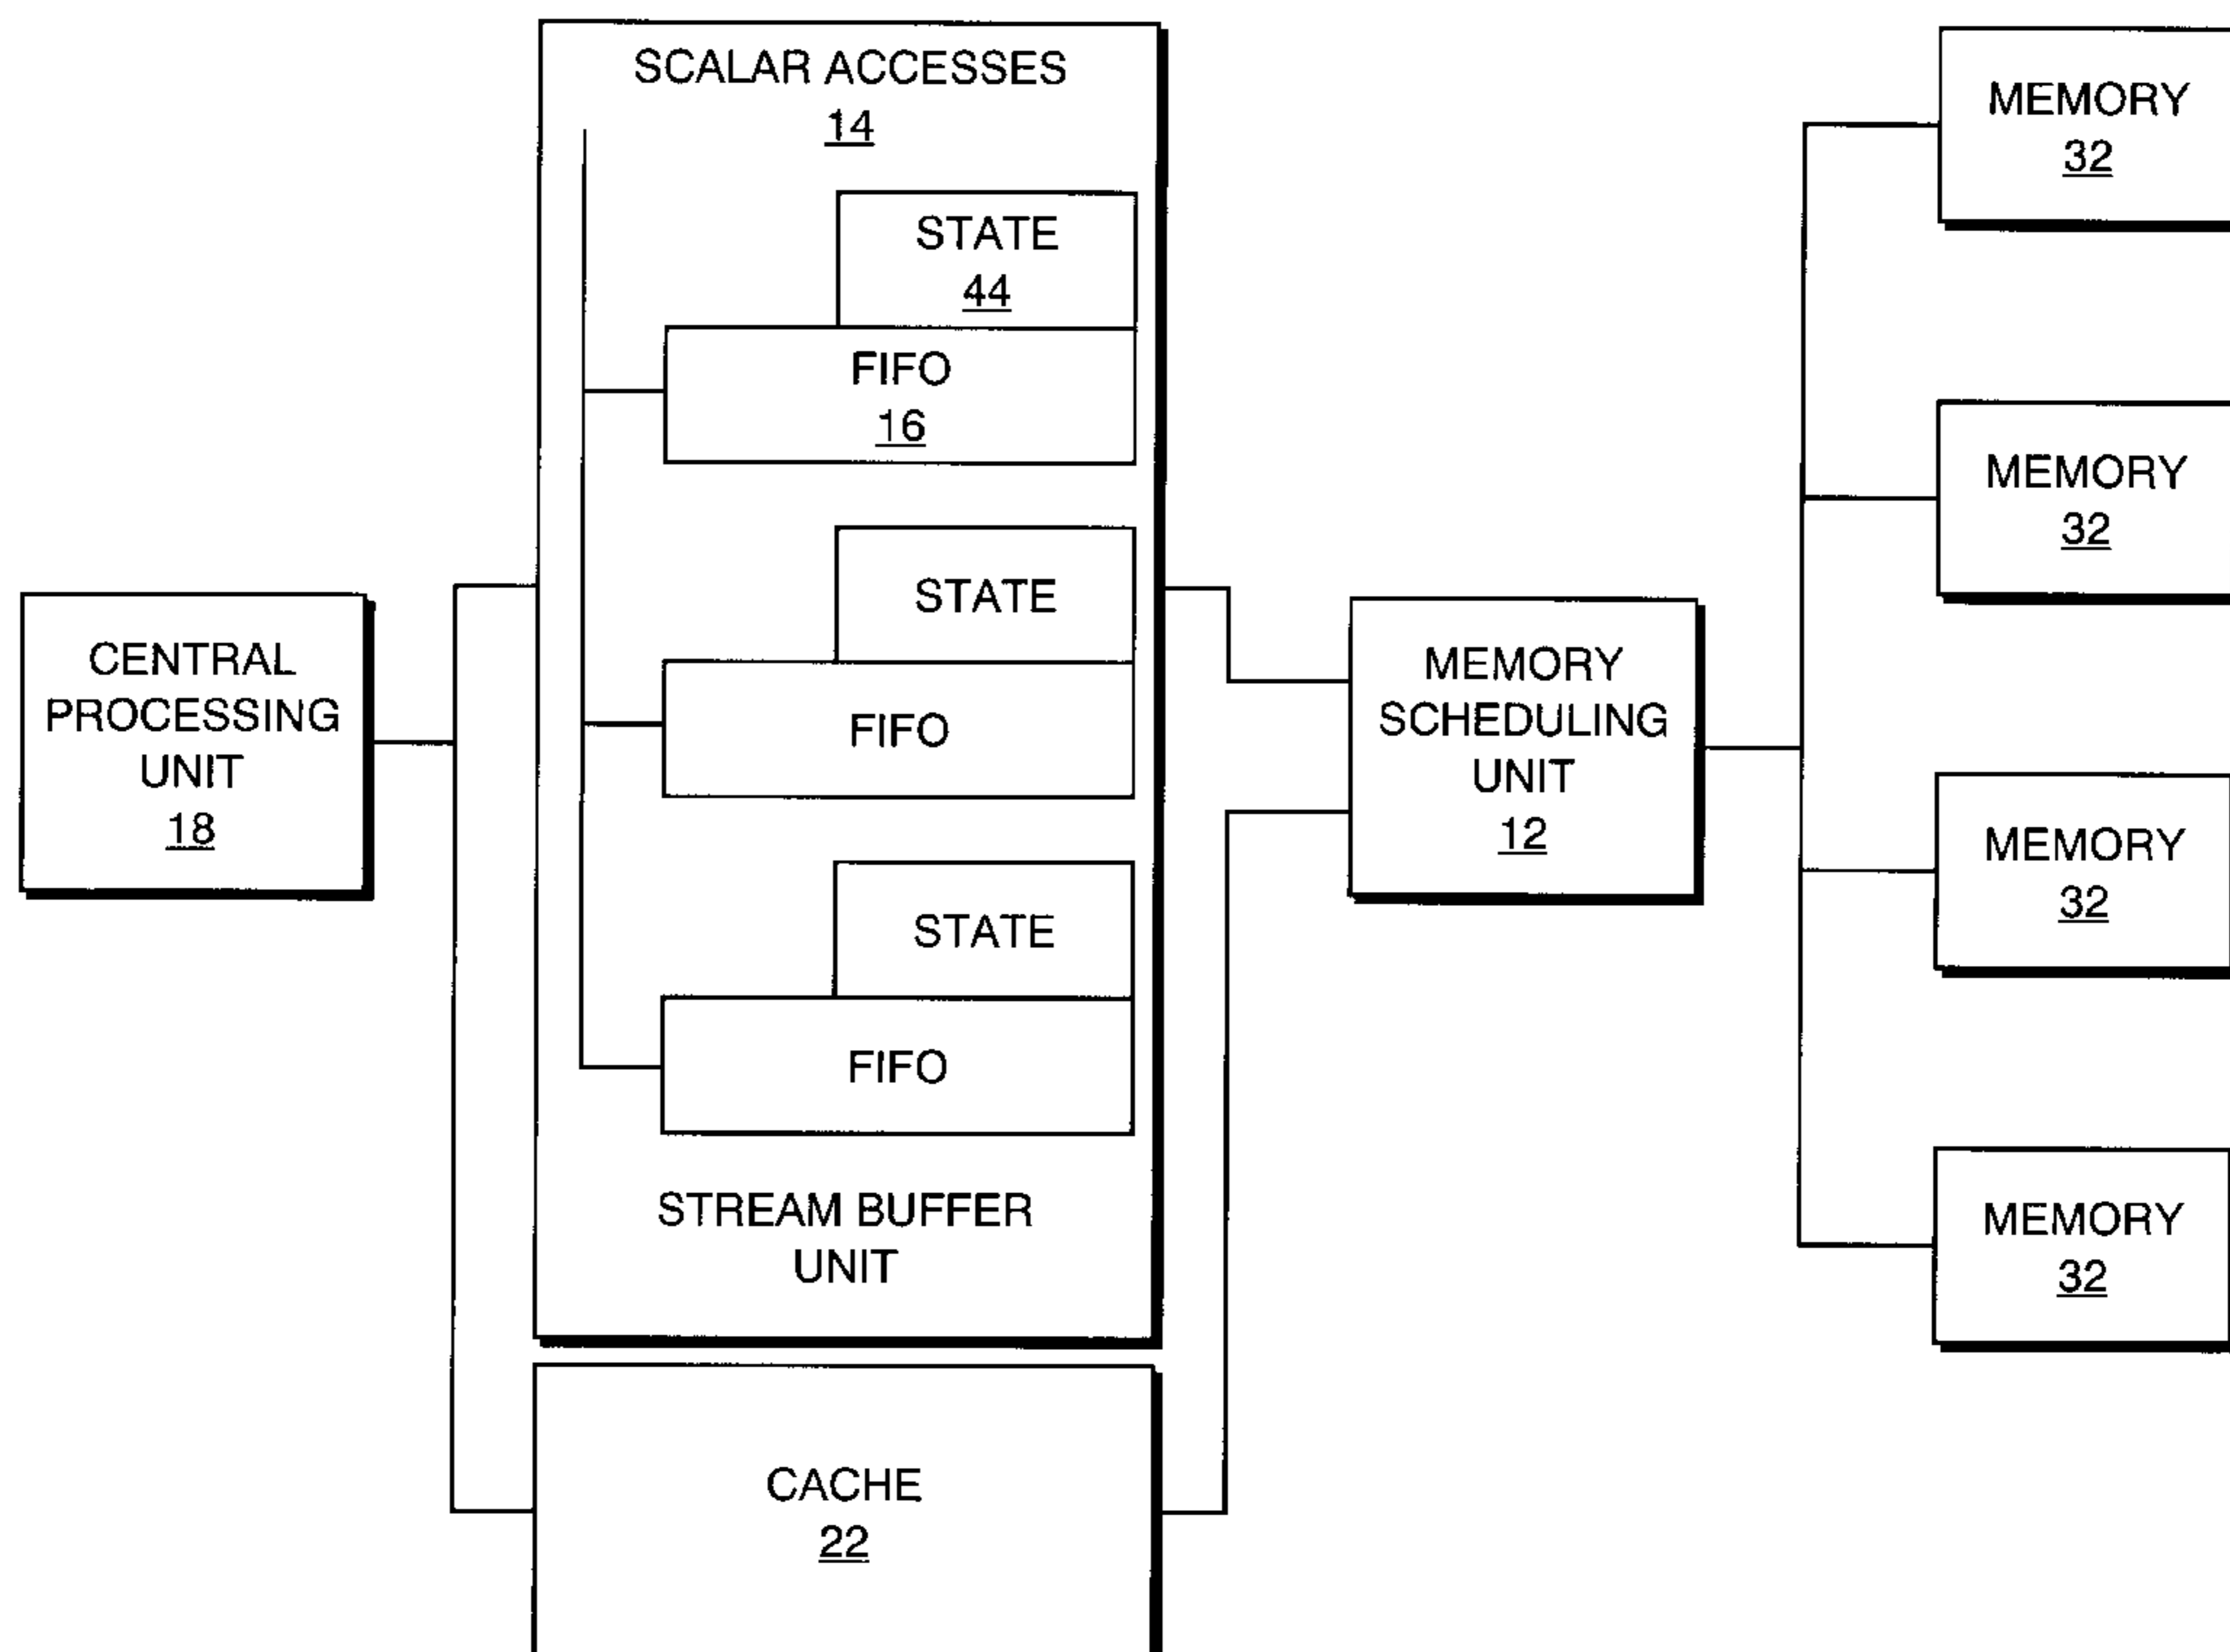 CENTRAL
PROCESSING
UNIT
18
SCALAR ACCESSES
14
STATE
44
FIFO
16
STATE
FIFO
STATE
FIFO
STREAM BUFFER
UNIT
CACHE
22
MEMORY
SCHEDULING
UNIT
12
MEMORY
32
MEMORY
32
MEMORY
32
MEMORY
32